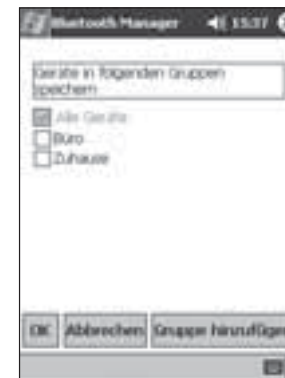 Bluetooth Manager 15:37
Geräte in folgenden Gruppen
speichern
Alle Geräte
Büro
Zuhause
OK Abbrechen Gruppe hinzufügen